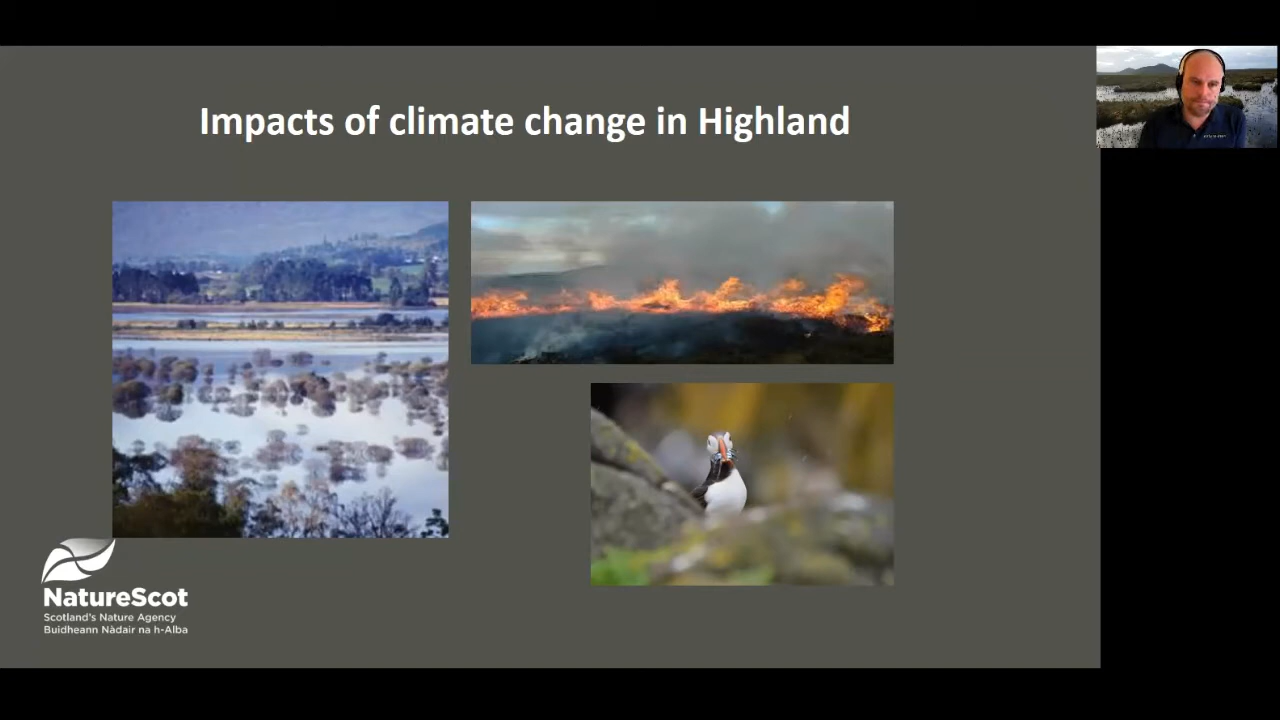 Impacts of climate change in Highland
NatureScot
Scotland's Nature Agency
Buidheann Nàdair na h-Alba